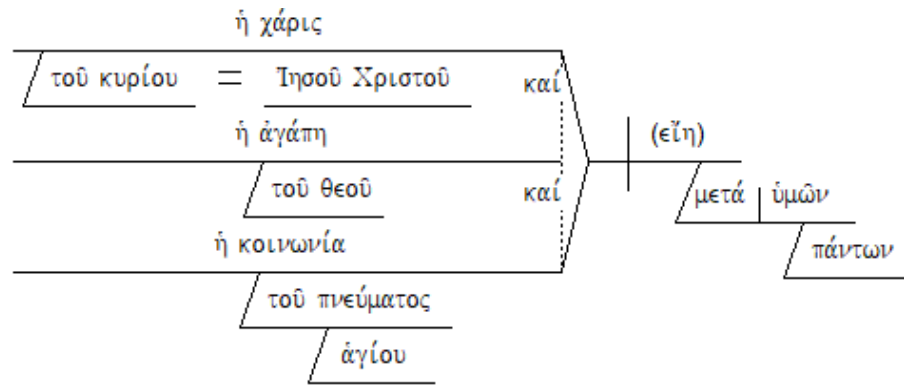 ἡ χάρις
τοῦ κυρίου = Ἰησοῦ Χριστοῦ
καί
ἡ ἀγάπη
(εἴη)
τοῦ θεοῦ
καί
μετά ὑμῶν
ἡ κοινωνία
πάντων
τοῦ πνεύματος
ἁγίου